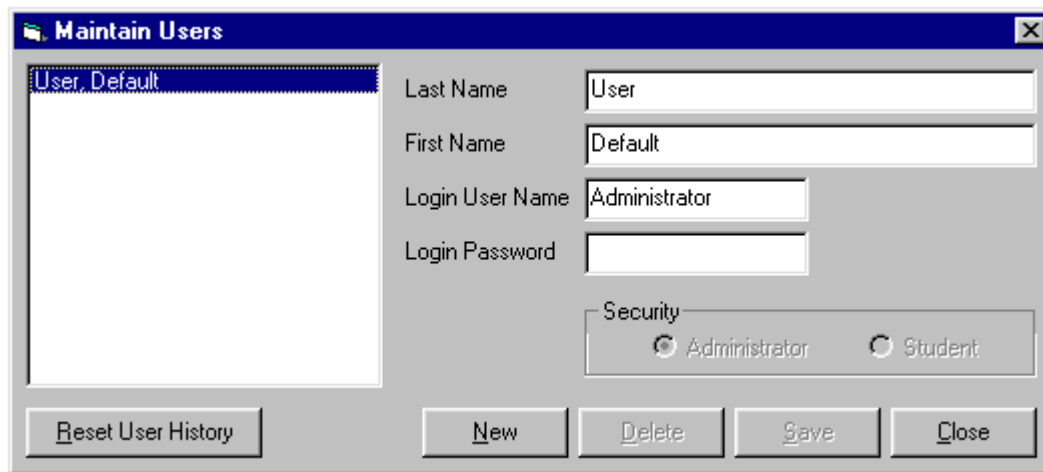 Maintain Users
User, Default
Last Name User
First Name Default
Login User Name Administrator
Login Password
Security
Administrator Student
Reset User History New Delete Save Close